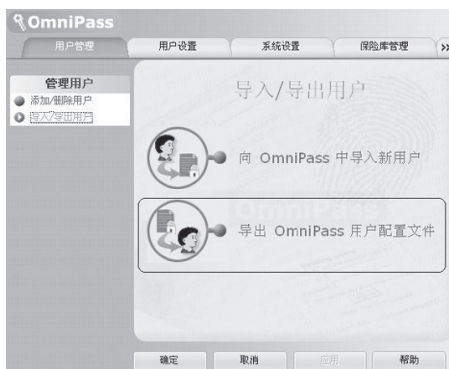 OmniPass
用户管理 用户设置 系统设置 保险库管理 >>
管理用户
添加/删除用户
导入/导出用户
导入/导出用户
向 OmniPass 中导入新用户
OmniPass
导出 OmniPass 用户配置文件
确定 取消 应用 帮助